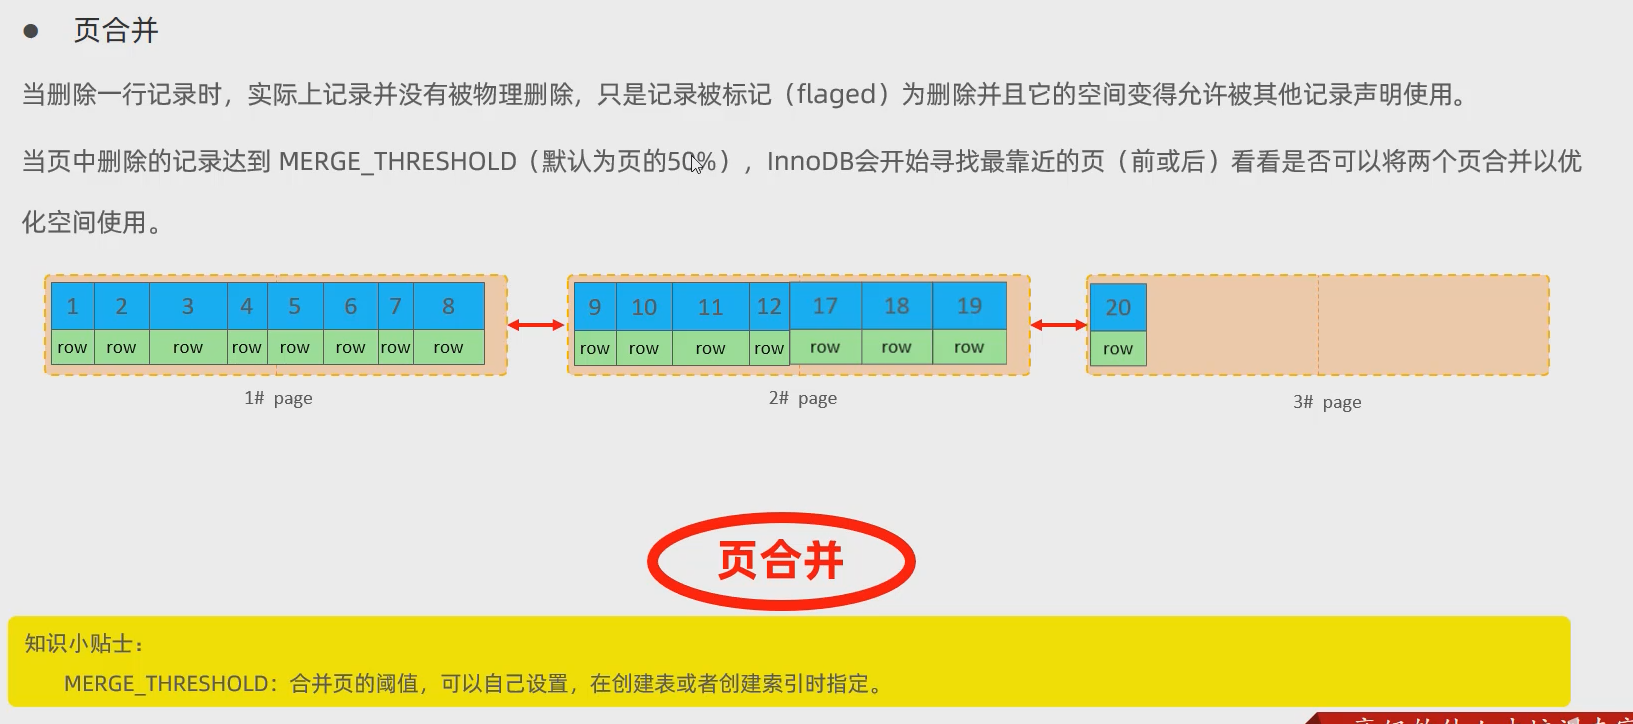 ● 页合并
当删除一行记录时，实际上记录并没有被物理删除，只是记录被标记（flaged）为删除并且它的空间变得允许被其他记录声明使用。
当页中删除的记录达到 MERGE_THRESHOLD（默认为页的50%），InnoDB会开始寻找最靠近的页（前或后）看看是否可以将两个页合并以优
化空间使用。
1 2 3 4 5 6 7 8 9 10 11 12 17 18 19 20
row row row row row row row row row row row row row row row row
1# page 2# page 3# page
页合并
知识小贴士：
MERGE_THRESHOLD：合并页的阈值，可以自己设置，在创建表或者创建索引时指定。